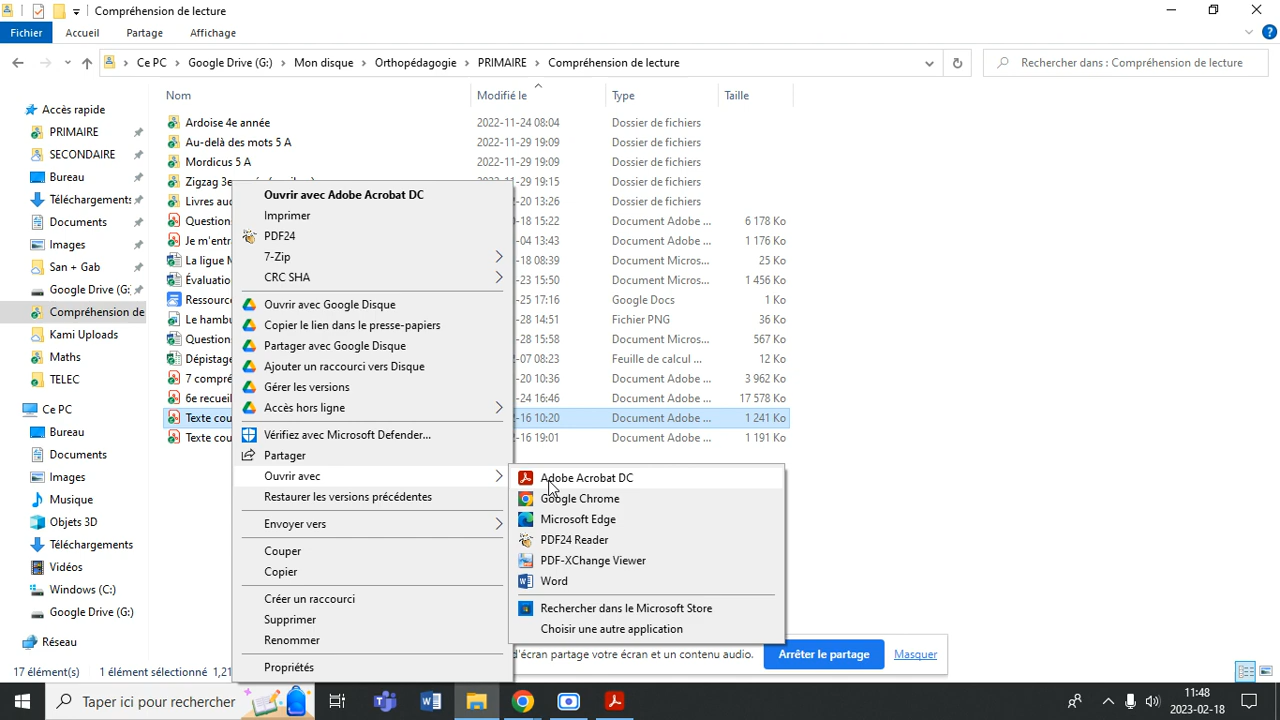 Compréhension de lecture
Fichier Accueil Partage Affichage
Ce PC Google Drive (G:) Mon disque Orthopédagogie PRIMAIRE Compréhension de lecture
Rechercher dans : Compréhension de lecture
Nom Modifié le Type Taille
Accès rapide
PRIMAIRE
SECONDAIRE
Bureau
Téléchargements
Documents
Images
San + Gab
Google Drive (G:
Compréhension de
Kami Uploads
Maths
TELEC
Ce PC
Bureau
Documents
Images
Musique
Objets 3D
Téléchargements
Vidéos
Windows (C:)
Google Drive (G:)
Réseau
Ardoise 4e année 2022-11-24 08:04 Dossier de fichiers
Au-delà des mots 5 A 2022-11-29 19:09 Dossier de fichiers
Mordicus 5 A 2022-11-29 19:09 Dossier de fichiers
Zigzag 3e 2022-11-29 19:15 Dossier de fichiers
Livres aud -20 13:26 Dossier de fichiers
Question -18 15:22 Document Adobe ... 6 178 Ko
Je m'entr -04 13:43 Document Adobe ... 1 176 Ko
La ligue M -18 08:39 Document Micros... 25 Ko
Évaluatio -23 15:50 Document Micros... 1 456 Ko
Ressourc -25 17:16 Google Docs 1 Ko
Le hambu -28 14:51 Fichier PNG 36 Ko
Question -28 15:58 Document Micros... 567 Ko
Dépistag -07 08:23 Feuille de calcul ... 12 Ko
7 compré -20 10:36 Document Adobe ... 3 962 Ko
6e recueil -24 16:46 Document Adobe ... 17 578 Ko
Texte cou -16 10:20 Document Adobe ... 1 241 Ko
Texte cou -16 19:01 Document Adobe ... 1 191 Ko
Ouvrir avec Adobe Acrobat DC
Imprimer
PDF24
7-Zip
CRC SHA
Ouvrir avec Google Disque
Copier le lien dans le presse-papiers
Partager avec Google Disque
Ajouter un raccourci vers Disque
Gérer les versions
Accès hors ligne
Vérifiez avec Microsoft Defender...
Partager
Ouvrir avec
Restaurer les versions précédentes
Envoyer vers
Couper
Copier
Créer un raccourci
Supprimer
Renommer
Propriétés
Adobe Acrobat DC
Google Chrome
Microsoft Edge
PDF24 Reader
PDF-XChange Viewer
Word
Rechercher dans le Microsoft Store
Choisir une autre application
d'écran partage votre écran et un contenu audio. Arrêter le partage Masquer
17 élément(s) 1 élément sélectionné 1,21
Taper ici pour rechercher
11:48
2023-02-18